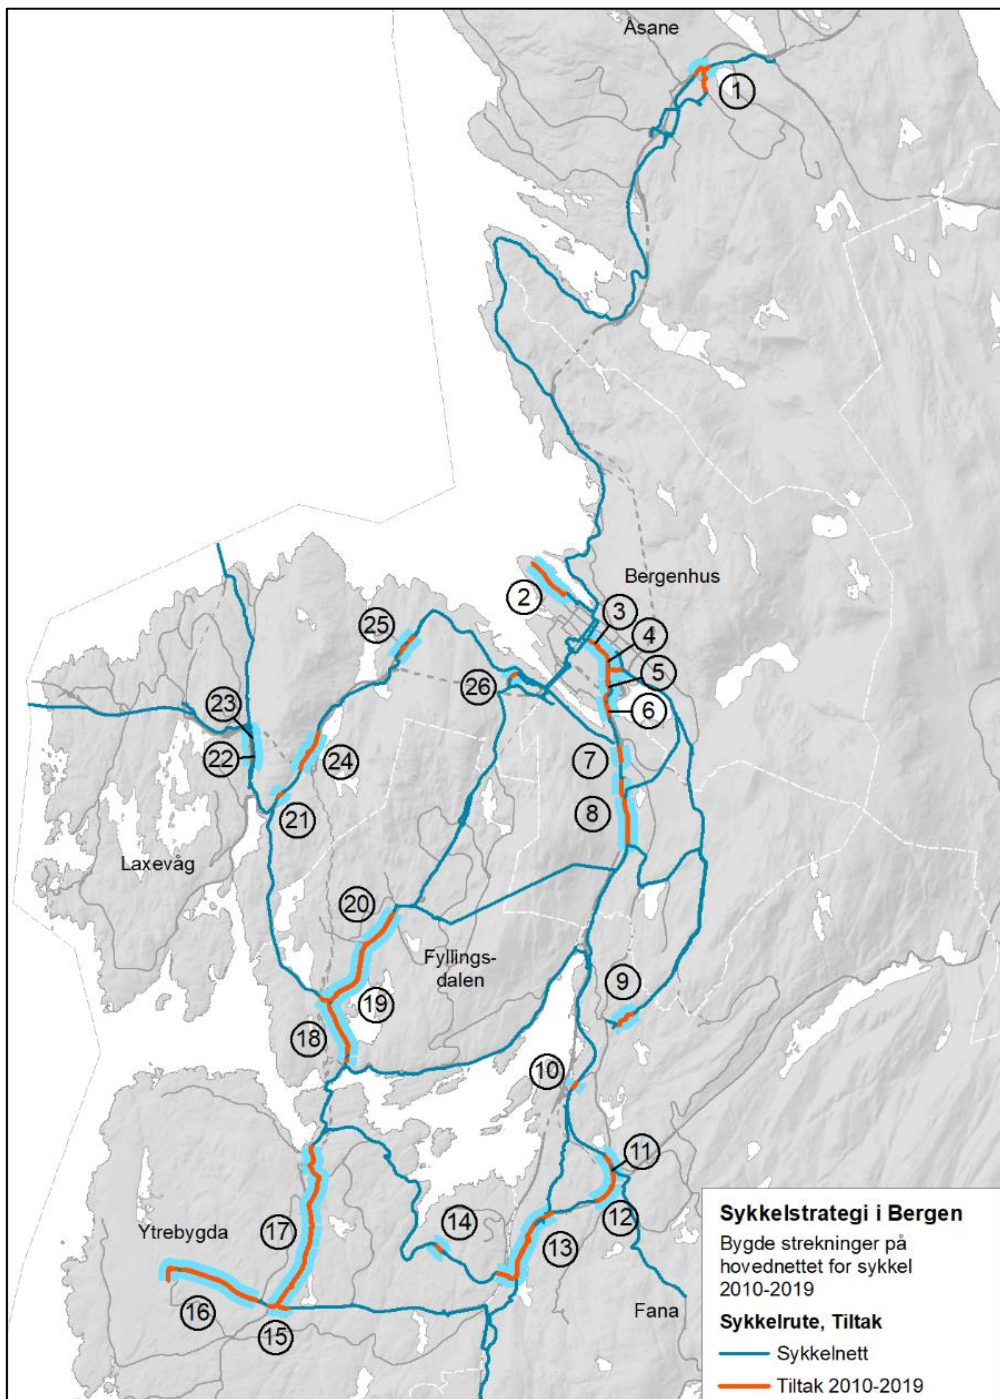 Åsane
1
Bergenhus
2
3
4
5
6
25
26
23
22
7
24
8
21
Laxevåg
20
Fyllings-
dalen
9
19
18
10
11
14
12
17
13
Ytrebygda
16
15
Fana
Sykkelstrategi i Bergen
Bygde strekninger på
hovednettet for sykkel
2010-2019
Sykkelrute, Tiltak
Sykkelnett
Tiltak 2010-2019